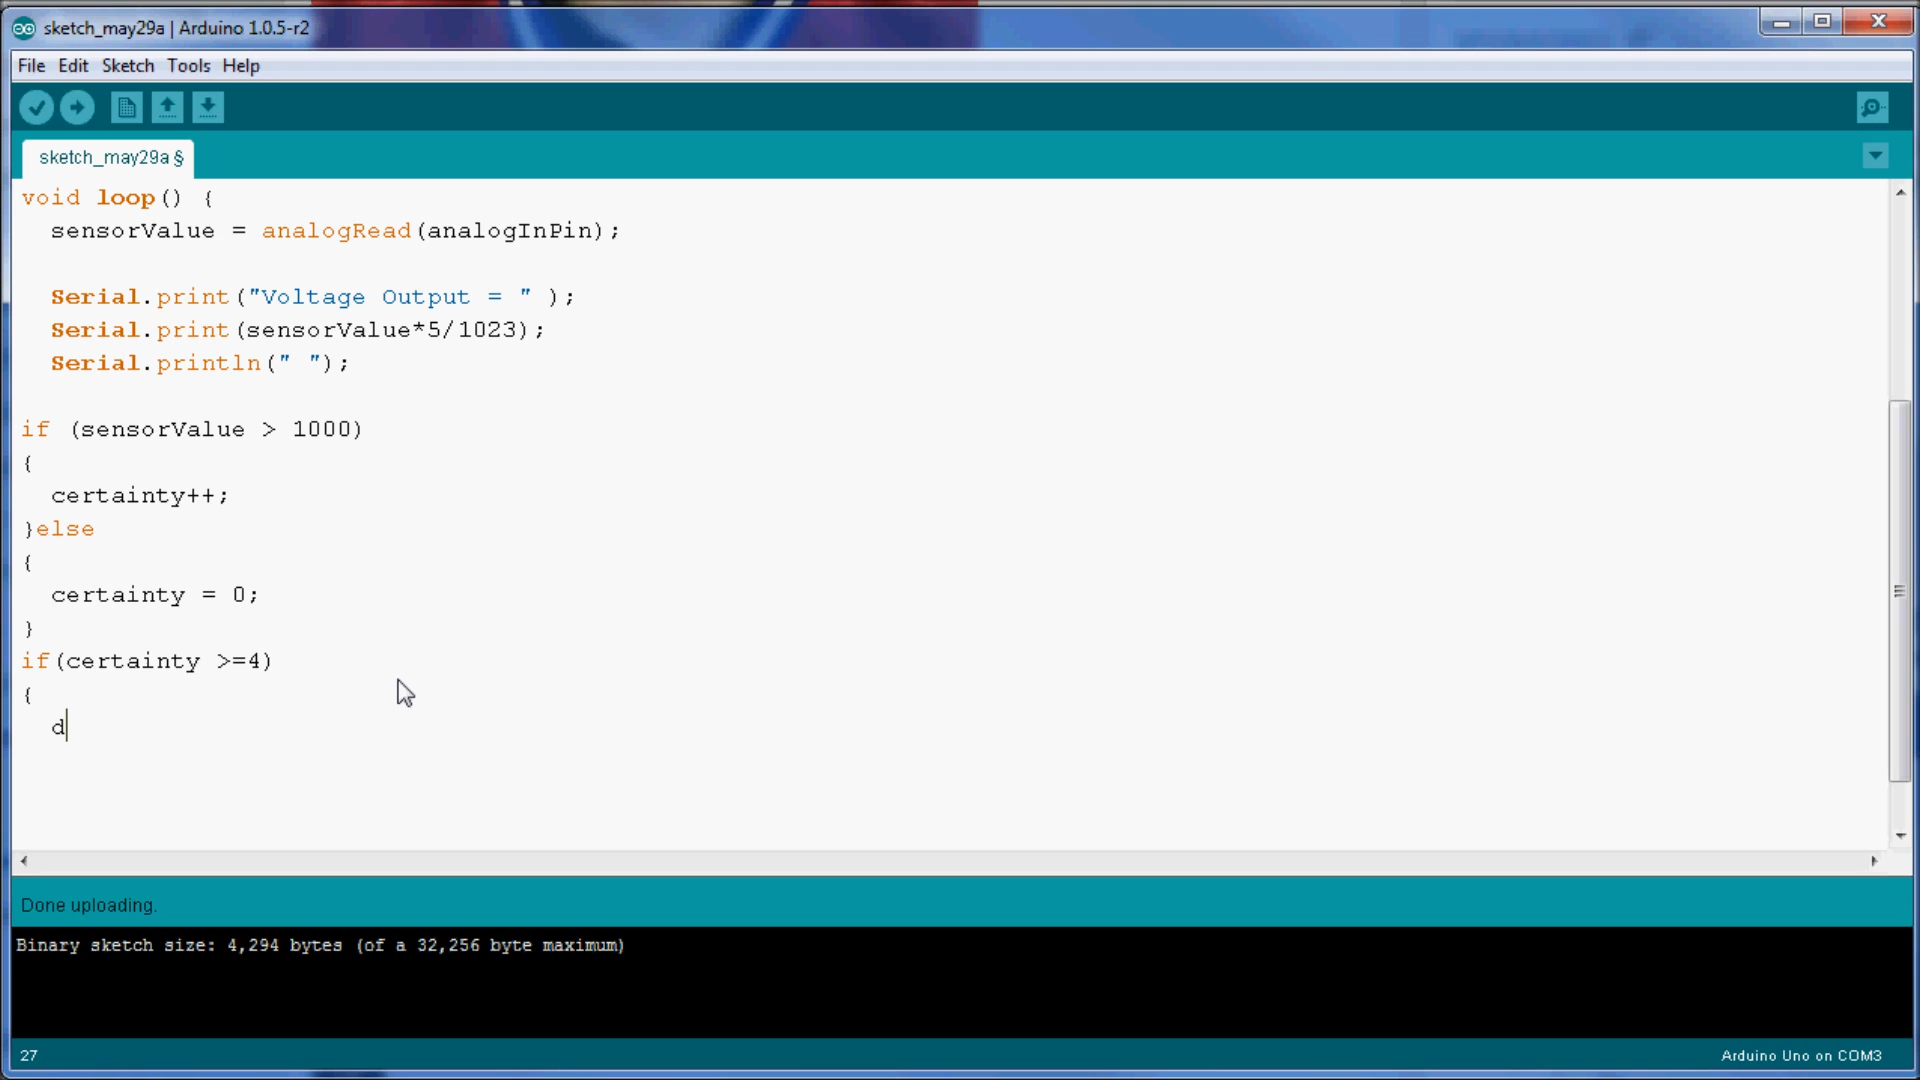 sketch_may29a | Arduino 1.0.5-r2
File Edit Sketch Tools Help
sketch_may29a §
void loop() {
  sensorValue = analogRead(analogInPin);
  Serial.print("Voltage Output = " );
  Serial.print(sensorValue*5/1023);
  Serial.println(" ");
if (sensorValue > 1000)
{
  certainty++;
}else
{
  certainty = 0;
}
if(certainty >=4)
{
  d
Done uploading.
Binary sketch size: 4,294 bytes (of a 32,256 byte maximum)
27 Arduino Uno on COM3